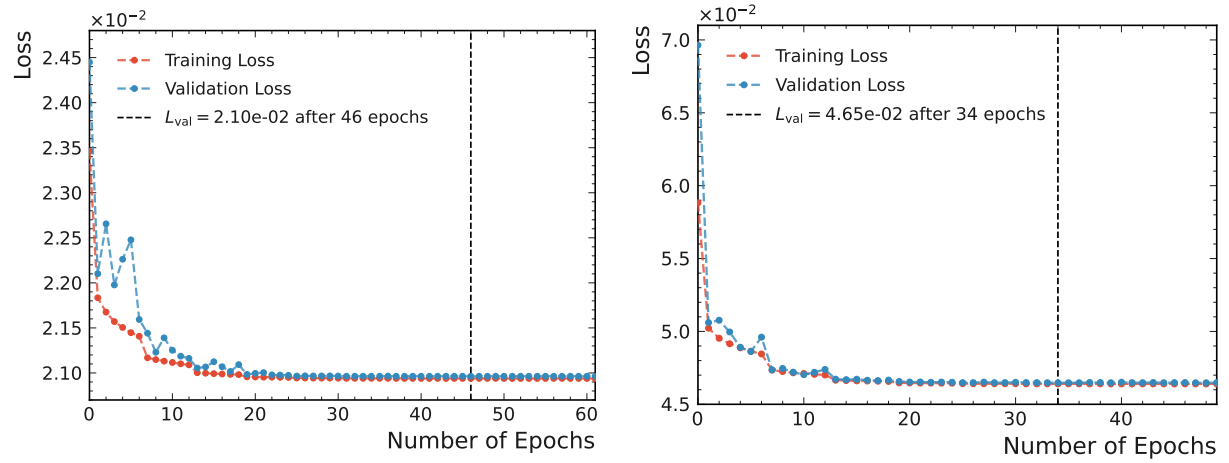 ×10−2
Loss
2.45
2.40
2.35
2.30
2.25
2.20
2.15
2.10
Training Loss
Validation Loss
Lval = 2.10e-02 after 46 epochs
0 10 20 30 40 50 60
Number of Epochs
×10−2
Loss
7.0
6.5
6.0
5.5
5.0
4.5
Training Loss
Validation Loss
Lval = 4.65e-02 after 34 epochs
0 10 20 30 40
Number of Epochs